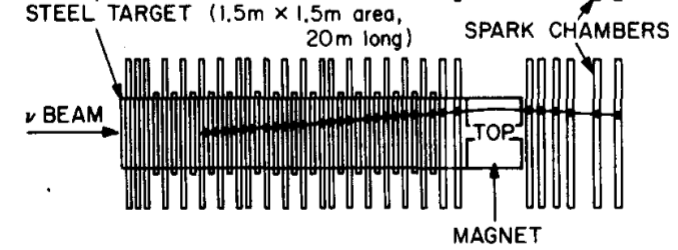 STEEL TARGET (1.5m × 1.5m area,
20m long)
SPARK CHAMBERS
ν BEAM
TOP
MAGNET